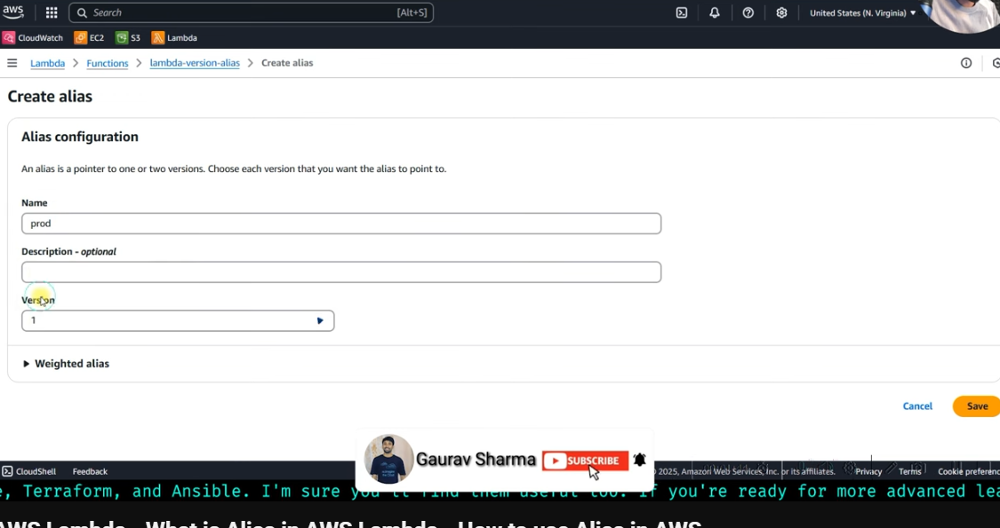 aws Search [Alt+S] United States (N. Virginia)
CloudWatch EC2 S3 Lambda
Lambda > Functions > lambda-version-alias > Create alias
Create alias
Alias configuration
An alias is a pointer to one or two versions. Choose each version that you want the alias to point to.
Name
prod
Description - optional
Version
1
Weighted alias
Cancel Save
Gaurav Sharma SUBSCRIBE
CloudShell Feedback 2025, Amazon Web Services, Inc. or its affiliates. Privacy Terms Cookie preferenc
e, Terraform, and Ansible. I'm sure you'll find them useful too. If you're ready for more advanced lea
AWS Lambda - What is Alias in AWS Lambda - How to use Alias in AWS